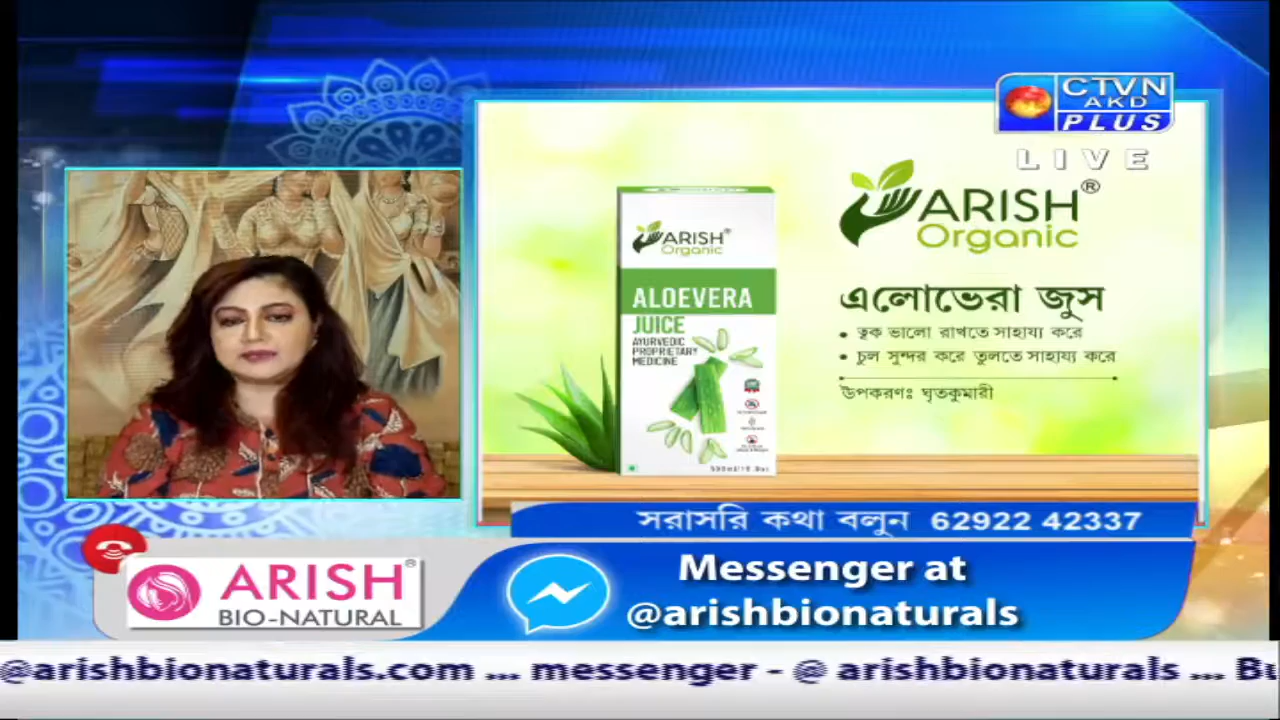 CTVN
AKD
PLUS
LIVE
ARISH®
Organic
ARISH®
Organic
ALOEVERA
JUICE
AYURVEDIC
PROPRIETARY
MEDICINE
এলোভেরা জুস
• ত্বক ভালো রাখতে সাহায্য করে
• চুল সুন্দর করে তুলতে সাহায্য করে
উপকরণঃ ঘৃতকুমারী
সরাসরি কথা বলুন 62922 42337
ARISH®
BIO-NATURAL
Messenger at
@arishbionaturals
@arishbionaturals.com ... messenger - @ arishbionaturals ... Bu